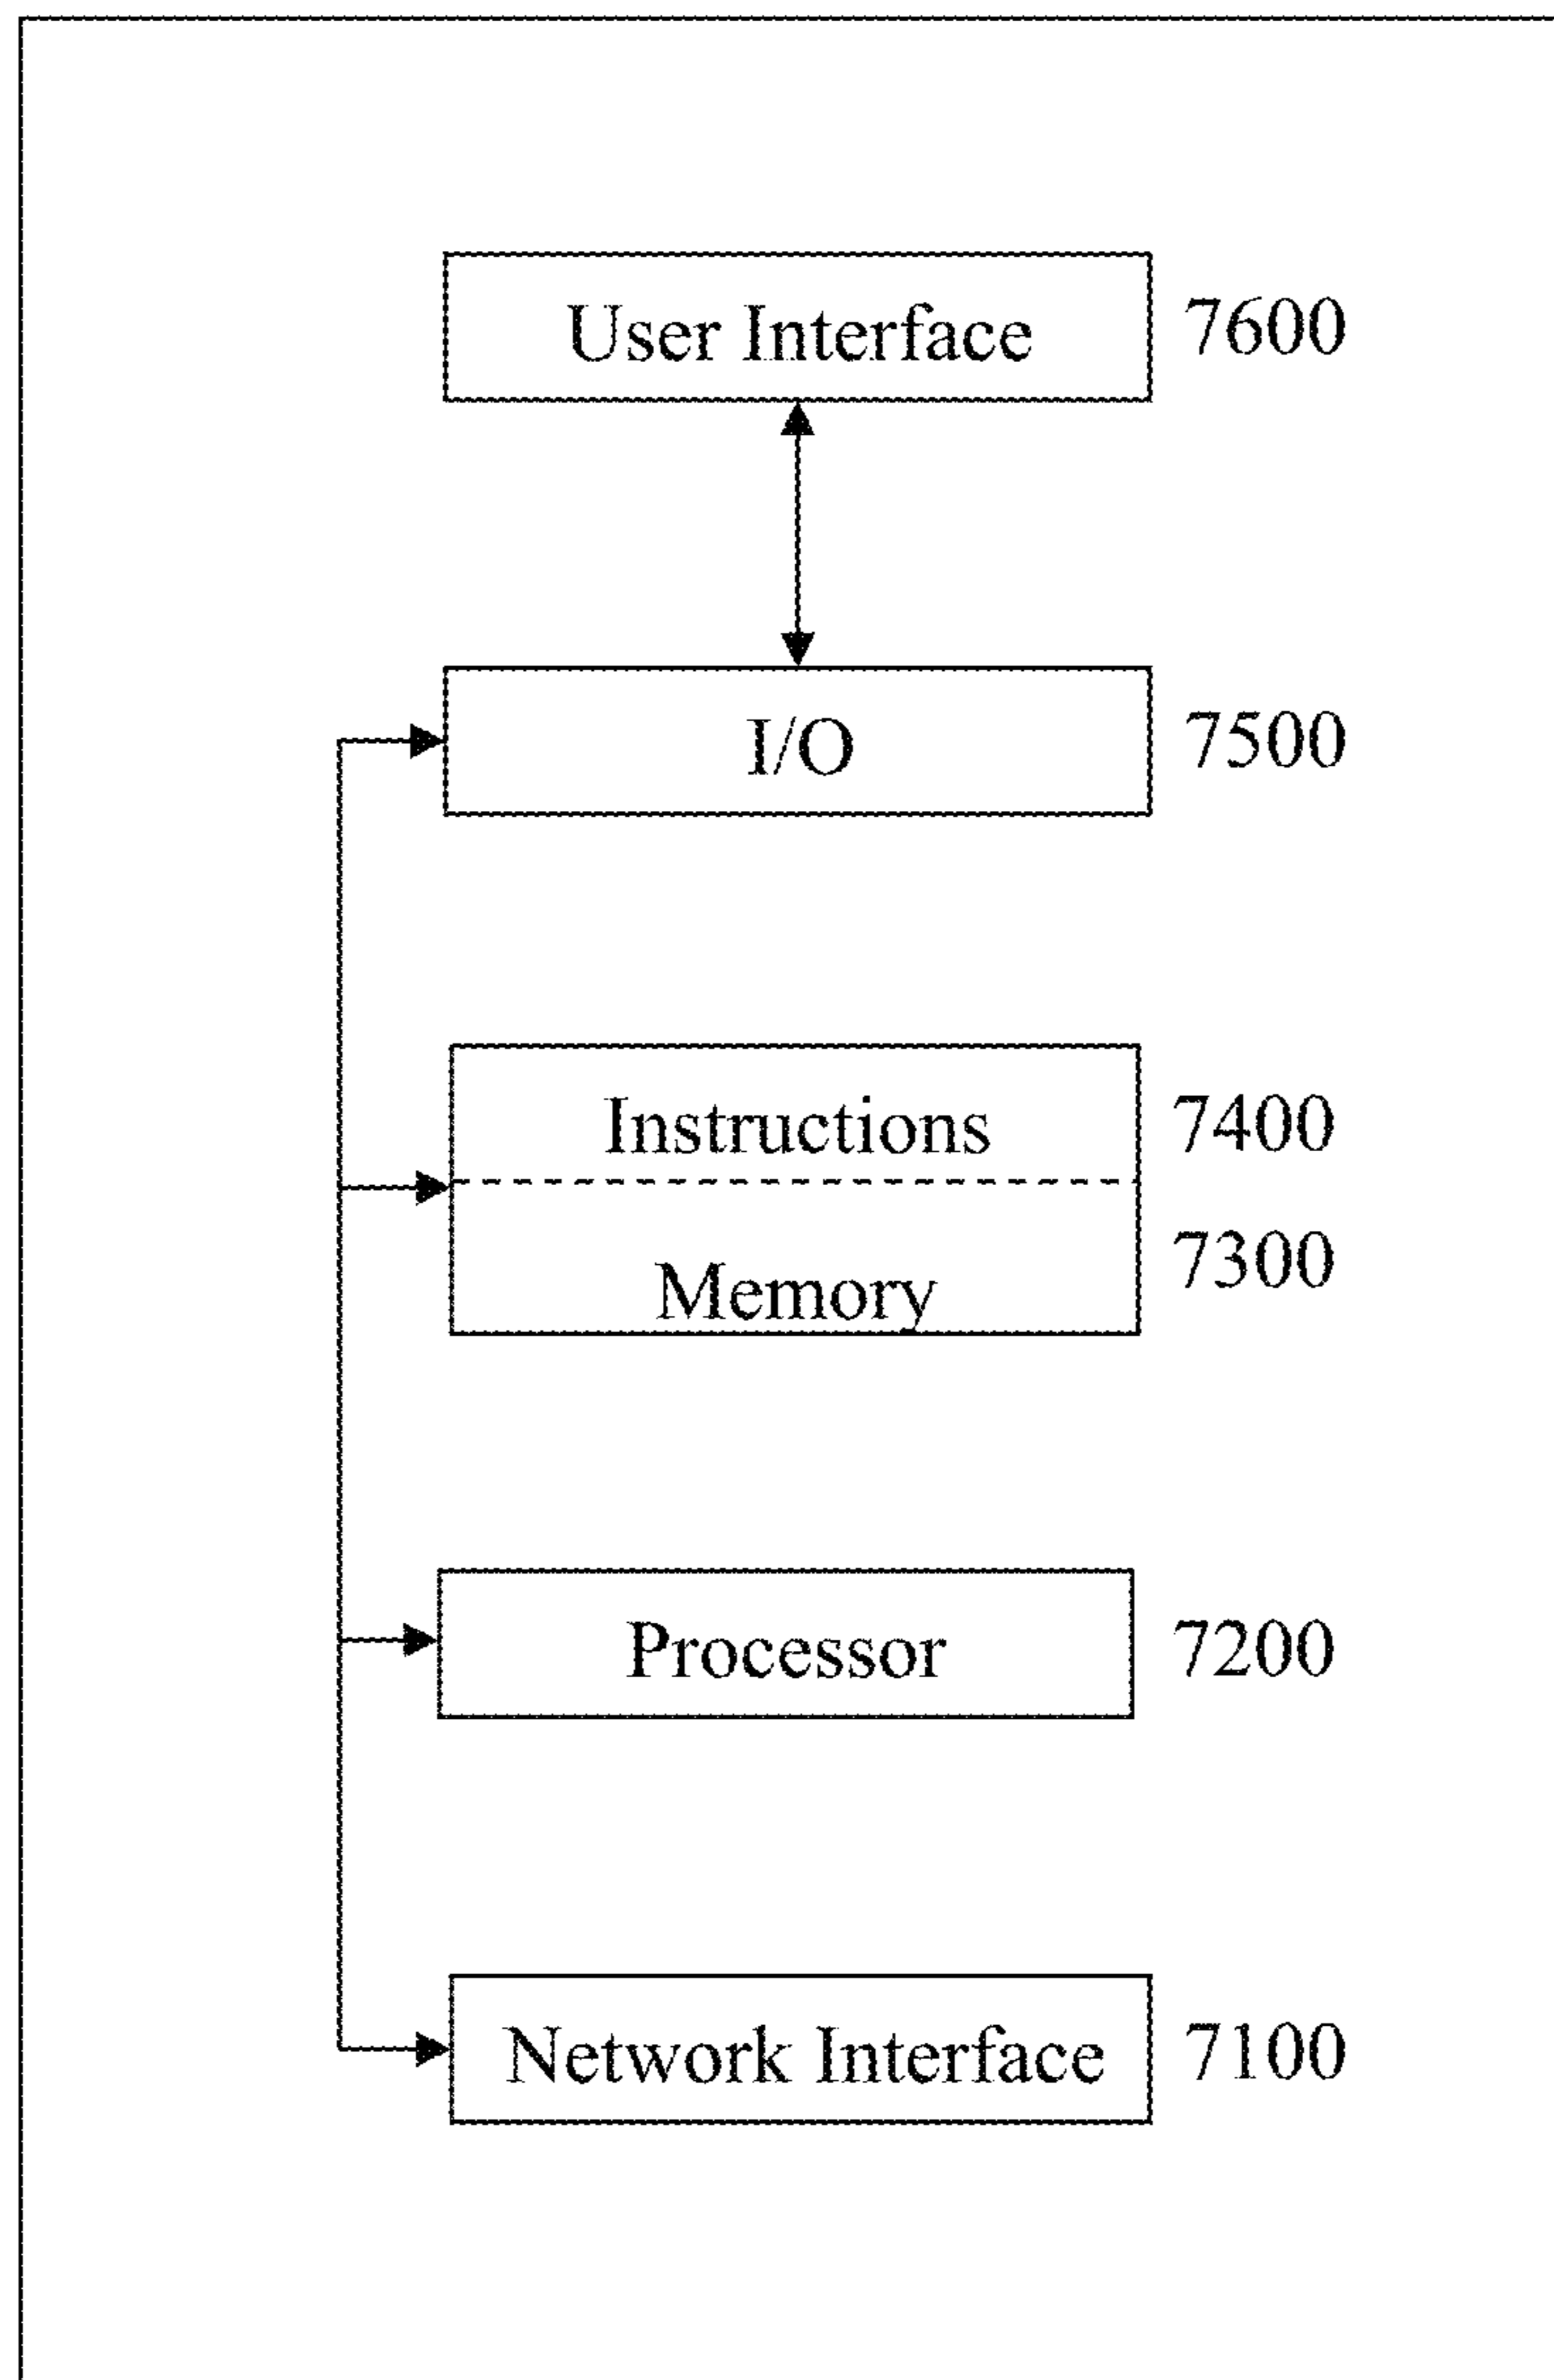 User Interface 7600
I/O 7500
Instructions 7400
Memory 7300
Processor 7200
Network Interface 7100